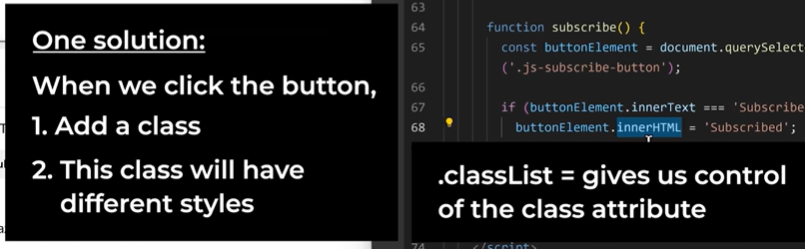 One solution:
When we click the button,
1. Add a class
2. This class will have
different styles
63
64 function subscribe() {
65 const buttonElement = document.querySelect
('.js-subscribe-button');
66
67 if (buttonElement.innerText === 'Subscribe
68 buttonElement.innerHTML = 'Subscribed';
.classList = gives us control
of the class attribute
74 </script>